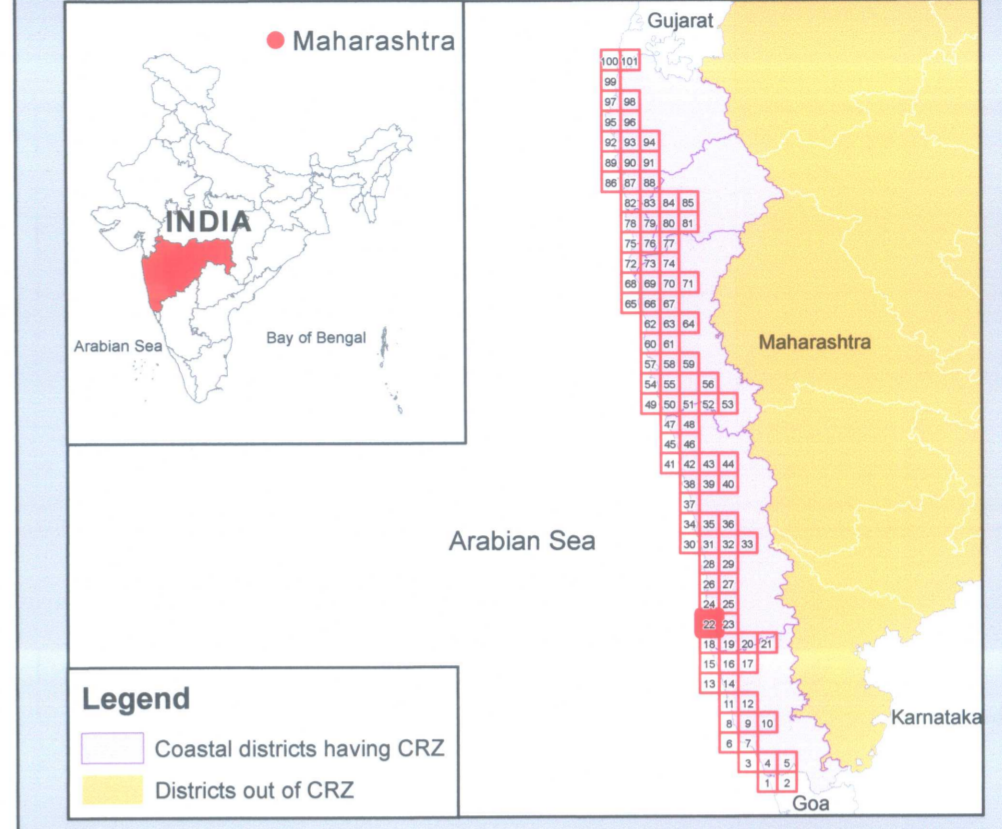 Maharashtra
INDIA
Arabian Sea
Bay of Bengal
Gujarat
100 101
99
97 98
95 96
92 93 94
89 90 91
86 87 88
82 83 84 85
78 79 80 81
75 76 77
72 73 74
68 69 70 71
65 66 67
62 63 64
60 61
Maharashtra
57 58 59
54 55 56
49 50 51 52 53
47 48
45 46
41 42 43 44
38 39 40
37
34 35 36
Arabian Sea
30 31 32 33
28 29
26 27
24 25
22 23
18 19 20 21
15 16 17
13 14
11 12
8 9 10
Karnataka
6 7
3 4 5
1 2
Goa
Legend
Coastal districts having CRZ
Districts out of CRZ